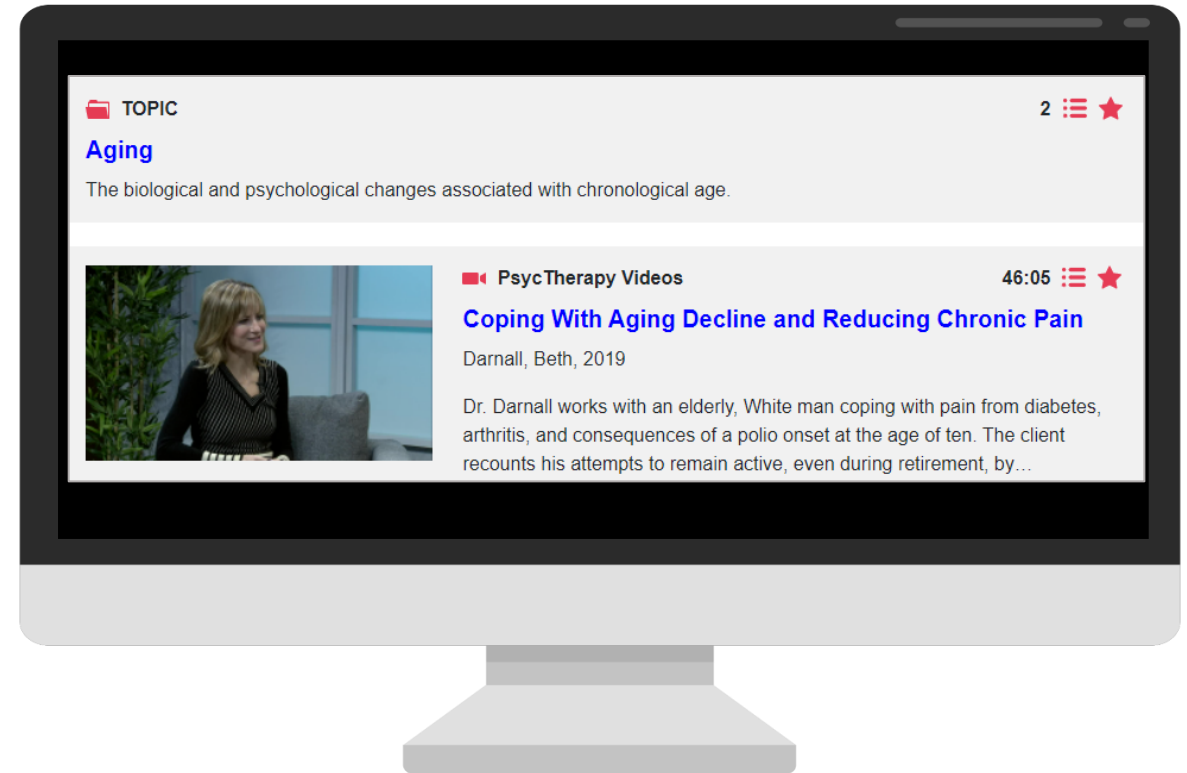 TOPIC 2
Aging
The biological and psychological changes associated with chronological age.
PsycTherapy Videos 46:05
Coping With Aging Decline and Reducing Chronic Pain
Darnall, Beth, 2019
Dr. Darnall works with an elderly, White man coping with pain from diabetes,
arthritis, and consequences of a polio onset at the age of ten. The client
recounts his attempts to remain active, even during retirement, by…